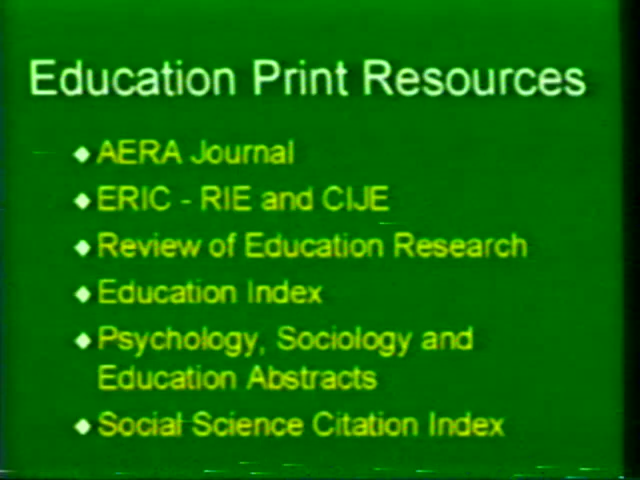 Education Print Resources
AERA Journal
ERIC - RIE and CIJE
Review of Education Research
Education Index
Psychology, Sociology and
Education Abstracts
Social Science Citation Index